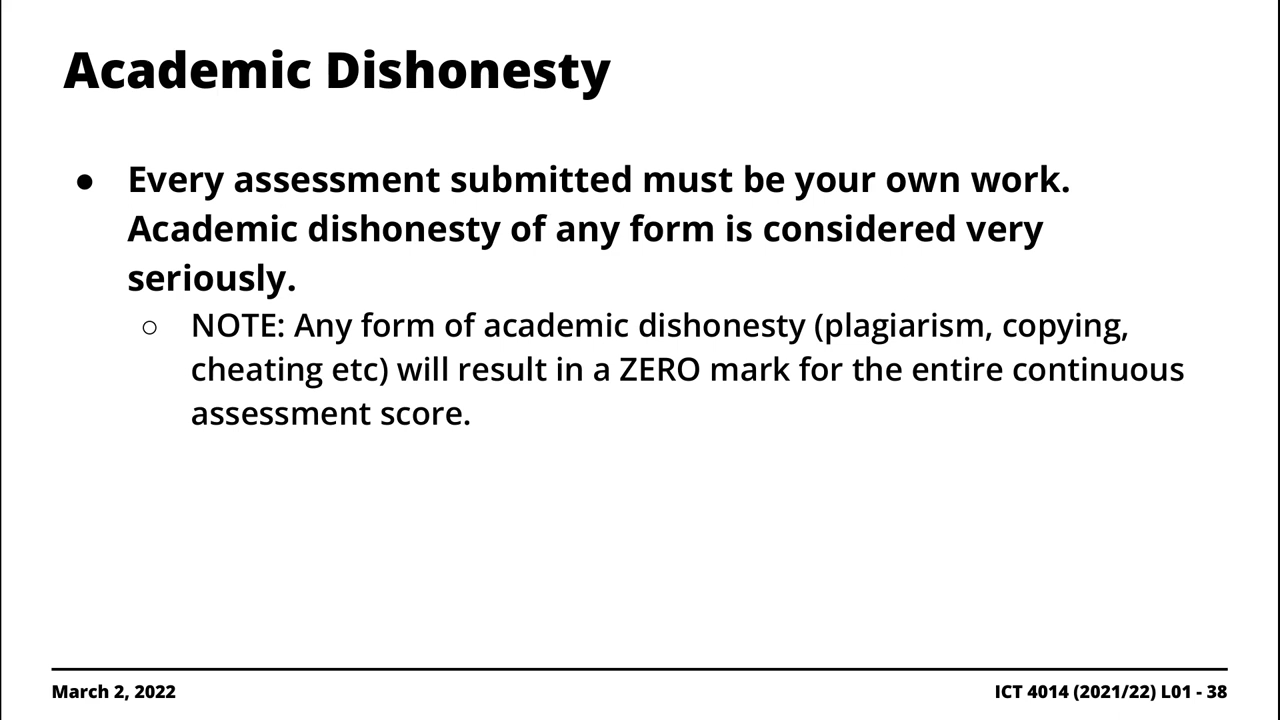 Academic Dishonesty
● Every assessment submitted must be your own work.
Academic dishonesty of any form is considered very
seriously.
○ NOTE: Any form of academic dishonesty (plagiarism, copying,
cheating etc) will result in a ZERO mark for the entire continuous
assessment score.
March 2, 2022
ICT 4014 (2021/22) L01 - 38